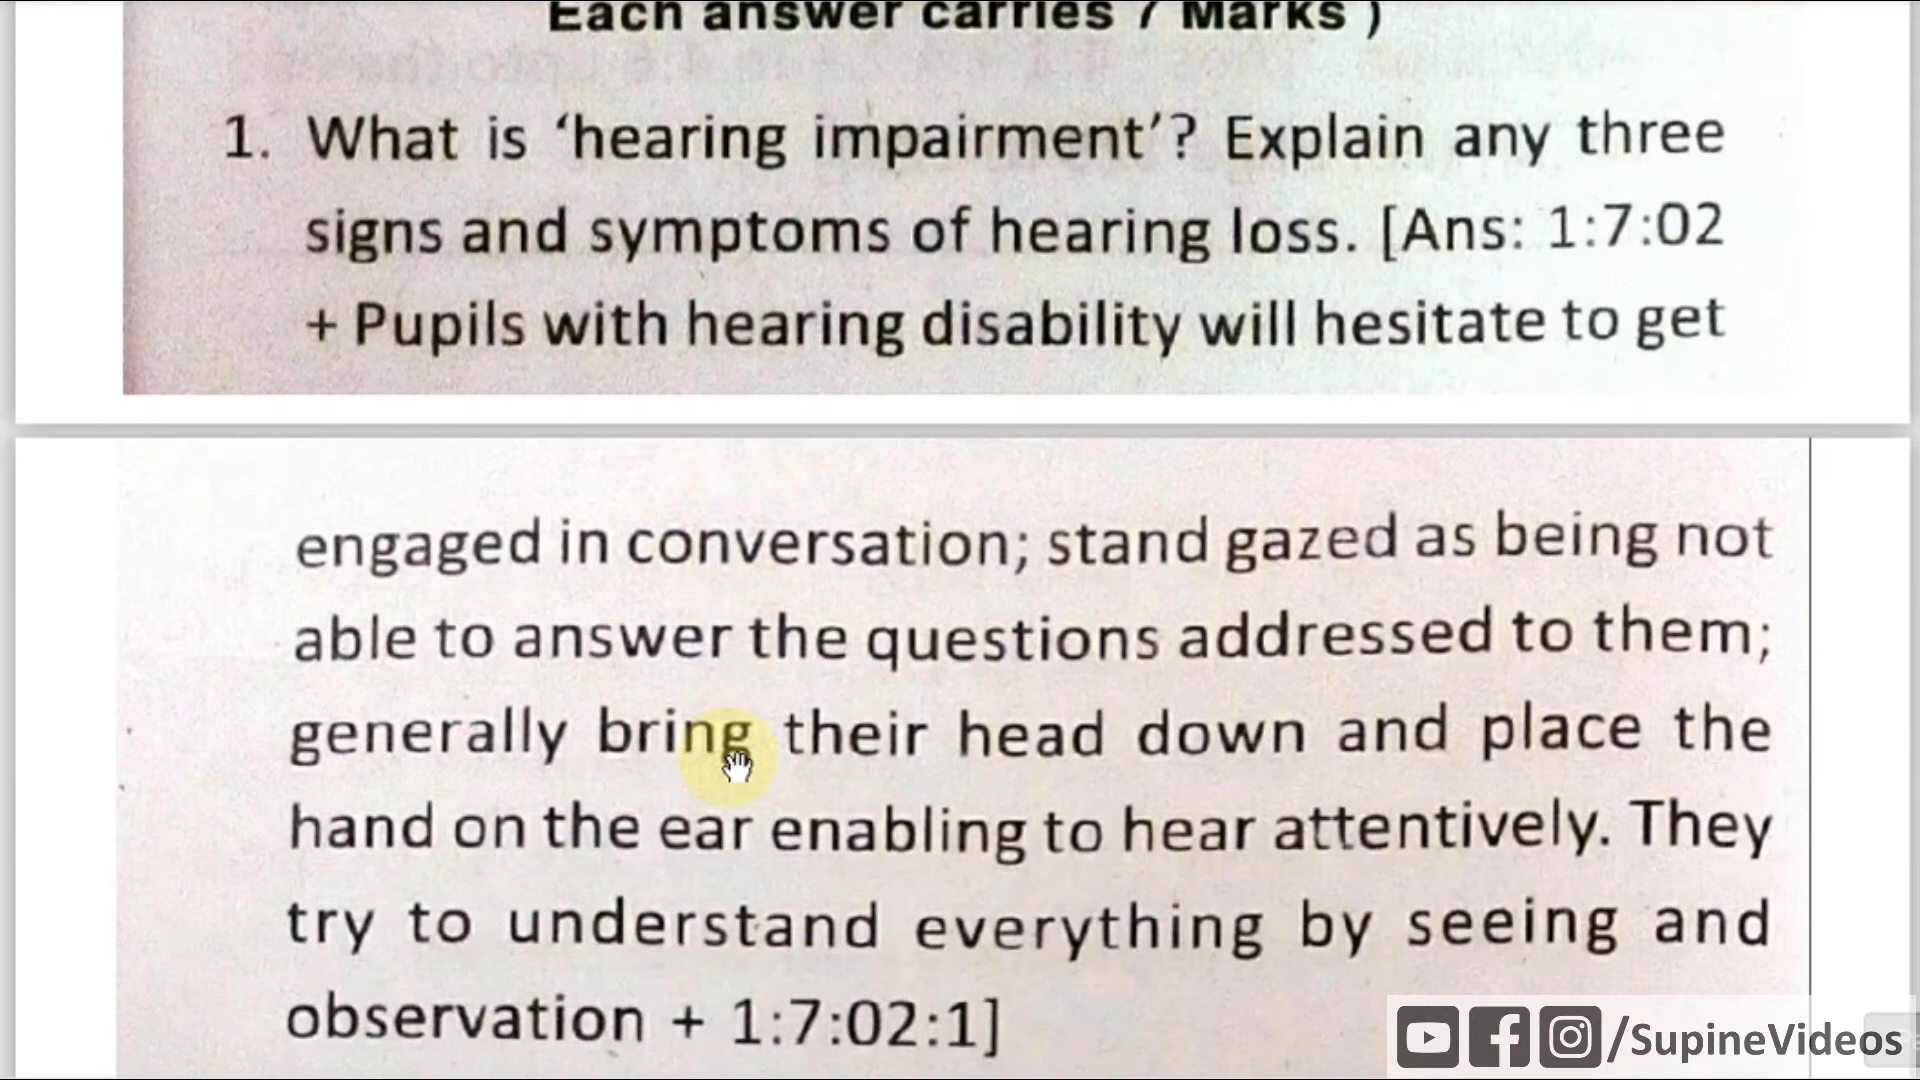 Each answer carries 7 Marks )
1. What is ‘hearing impairment’? Explain any three
signs and symptoms of hearing loss. [Ans: 1:7:02
+ Pupils with hearing disability will hesitate to get
engaged in conversation; stand gazed as being not
able to answer the questions addressed to them;
generally bring their head down and place the
hand on the ear enabling to hear attentively. They
try to understand everything by seeing and
observation + 1:7:02:1]
/SupineVideos